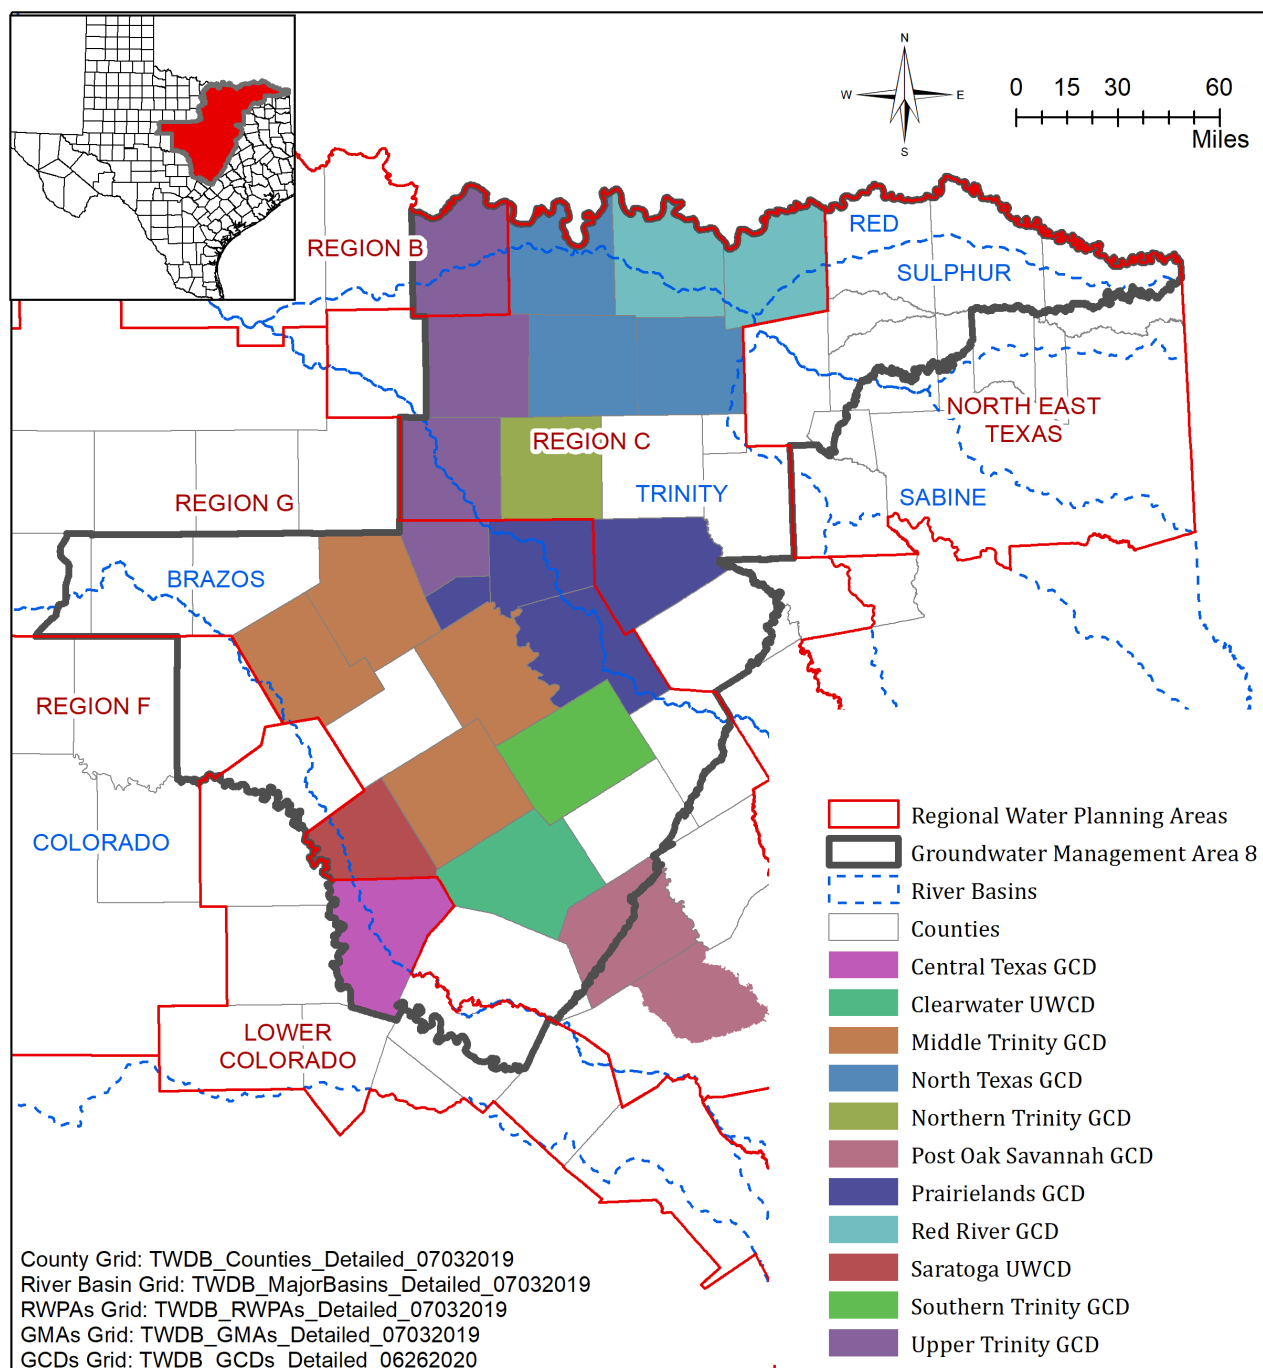 N
W
E
S
0 15 30 60
Miles
REGION B
RED
SULPHUR
NORTH EAST
TEXAS
REGION C
TRINITY
SABINE
REGION G
BRAZOS
REGION F
COLORADO
LOWER
COLORADO
Regional Water Planning Areas
Groundwater Management Area 8
River Basins
Counties
Central Texas GCD
Clearwater UWCD
Middle Trinity GCD
North Texas GCD
Northern Trinity GCD
Post Oak Savannah GCD
Prairielands GCD
Red River GCD
Saratoga UWCD
Southern Trinity GCD
Upper Trinity GCD
County Grid: TWDB_Counties_Detailed_07032019
River Basin Grid: TWDB_MajorBasins_Detailed_07032019
RWPAs Grid: TWDB_RWPAs_Detailed_07032019
GMAs Grid: TWDB_GMAs_Detailed_07032019
GCDs Grid: TWDB_GCDs_Detailed_06262020